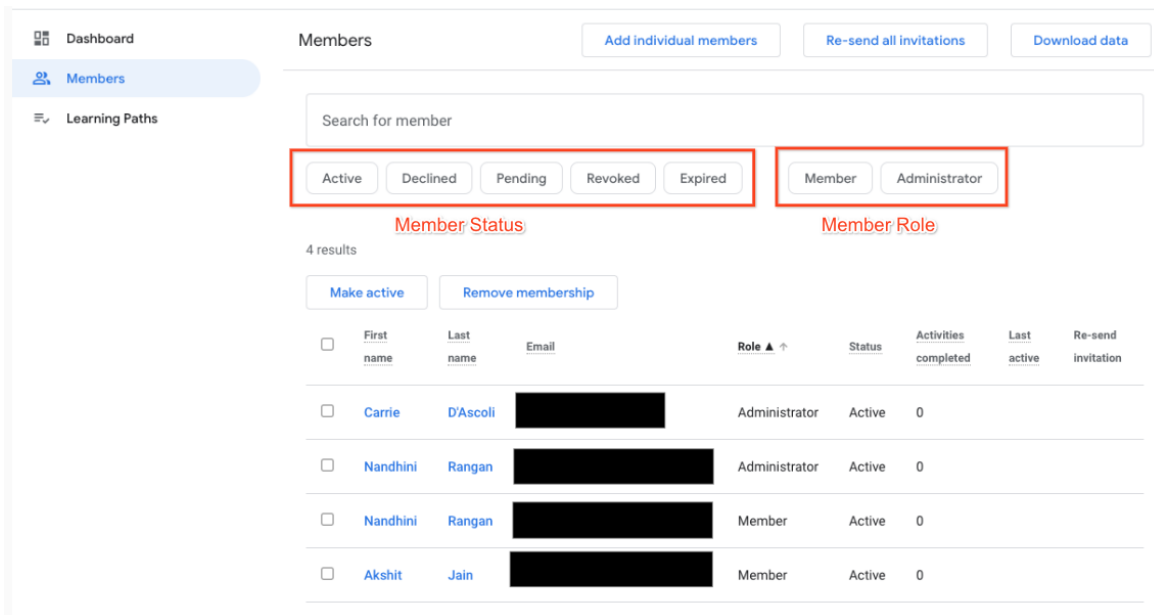 Dashboard
Members
Learning Paths
Members Add individual members Re-send all invitations Download data
Search for member
Active Declined Pending Revoked Expired Member Administrator
Member Status Member Role
4 results
Make active Remove membership
First name Last name Email Role ▲ ↑ Status Activities completed Last active Re-send invitation
Carrie D'Ascoli Administrator Active 0
Nandhini Rangan Administrator Active 0
Nandhini Rangan Member Active 0
Akshit Jain Member Active 0